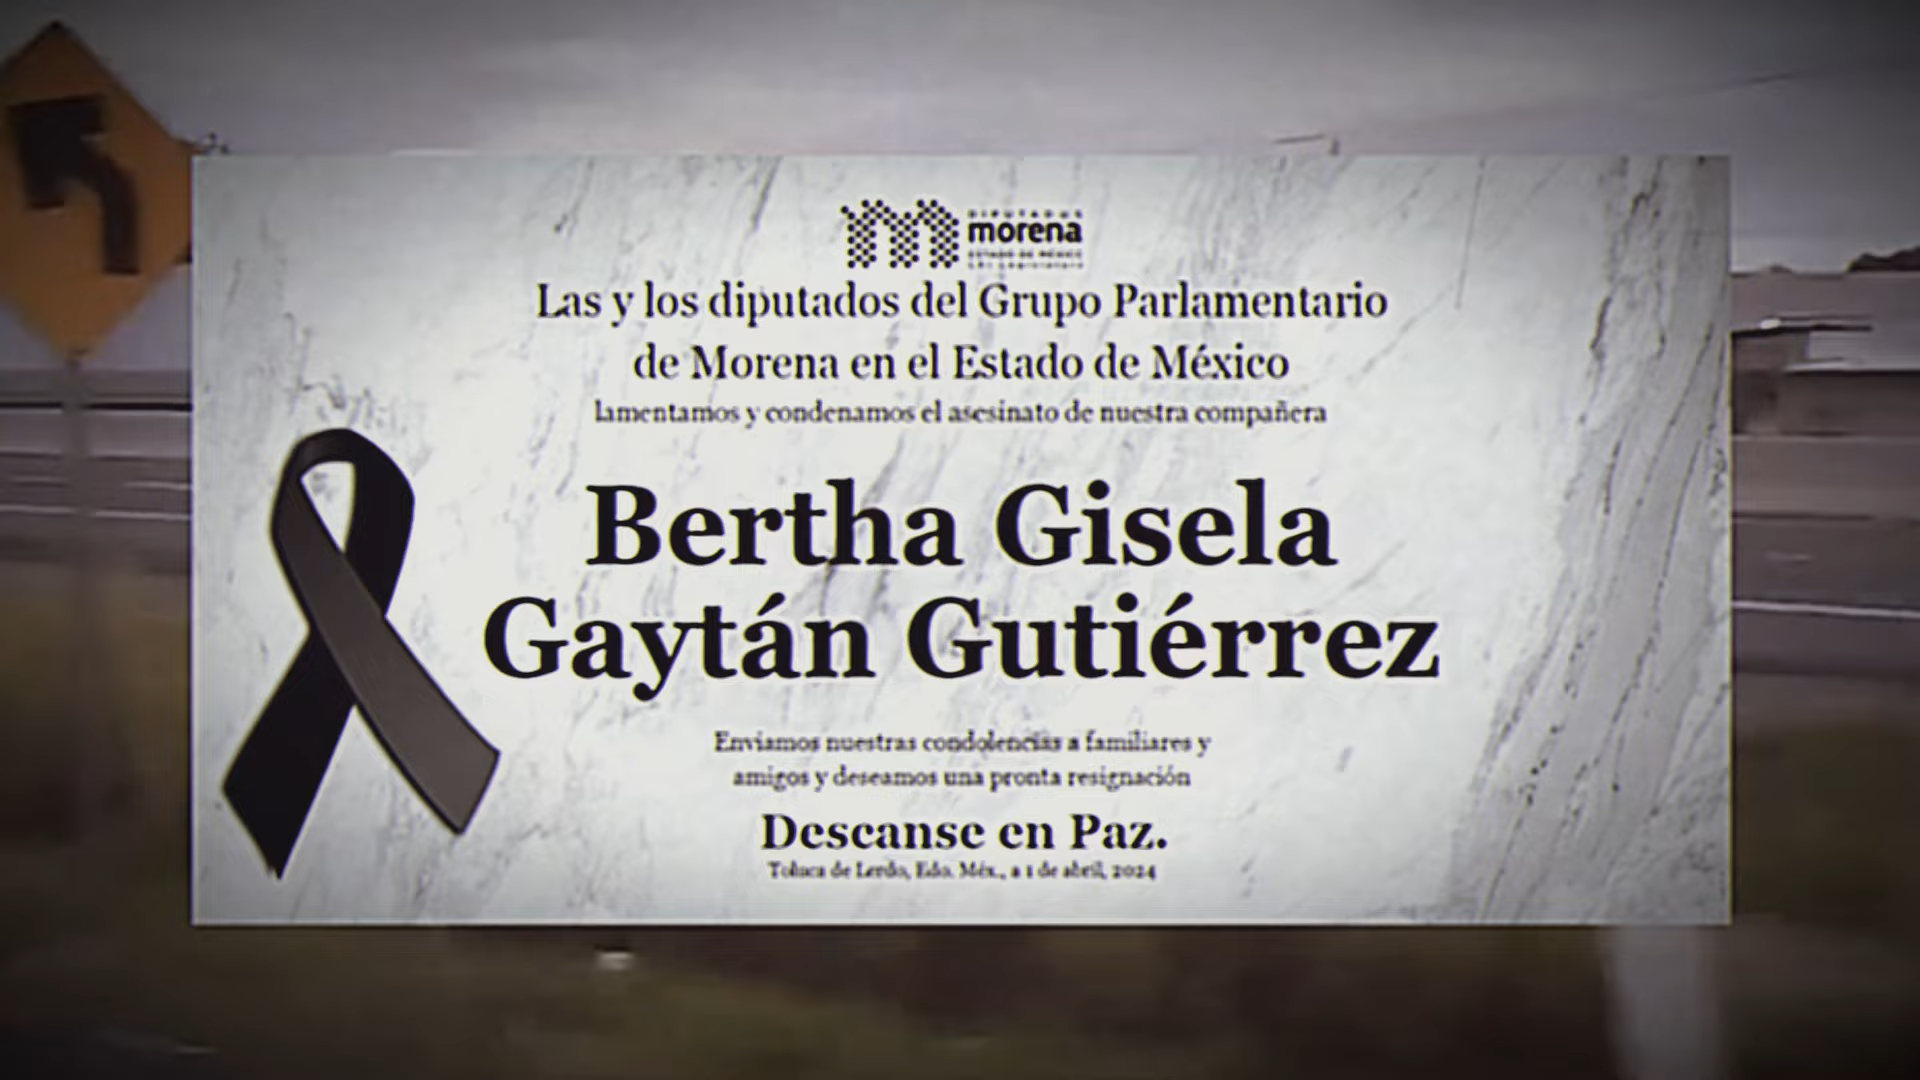 DIPUTADOS
morena
ESTADO DE MÉXICO
LXI Legislatura
Las y los diputados del Grupo Parlamentario
de Morena en el Estado de México
lamentamos y condenamos el asesinato de nuestra compañera
Bertha Gisela
Gaytán Gutiérrez
Enviamos nuestras condolencias a familiares y
amigos y deseamos una pronta resignación
Descanse en Paz.
Toluca de Lerdo, Edo. Méx., a 1 de abril, 2024